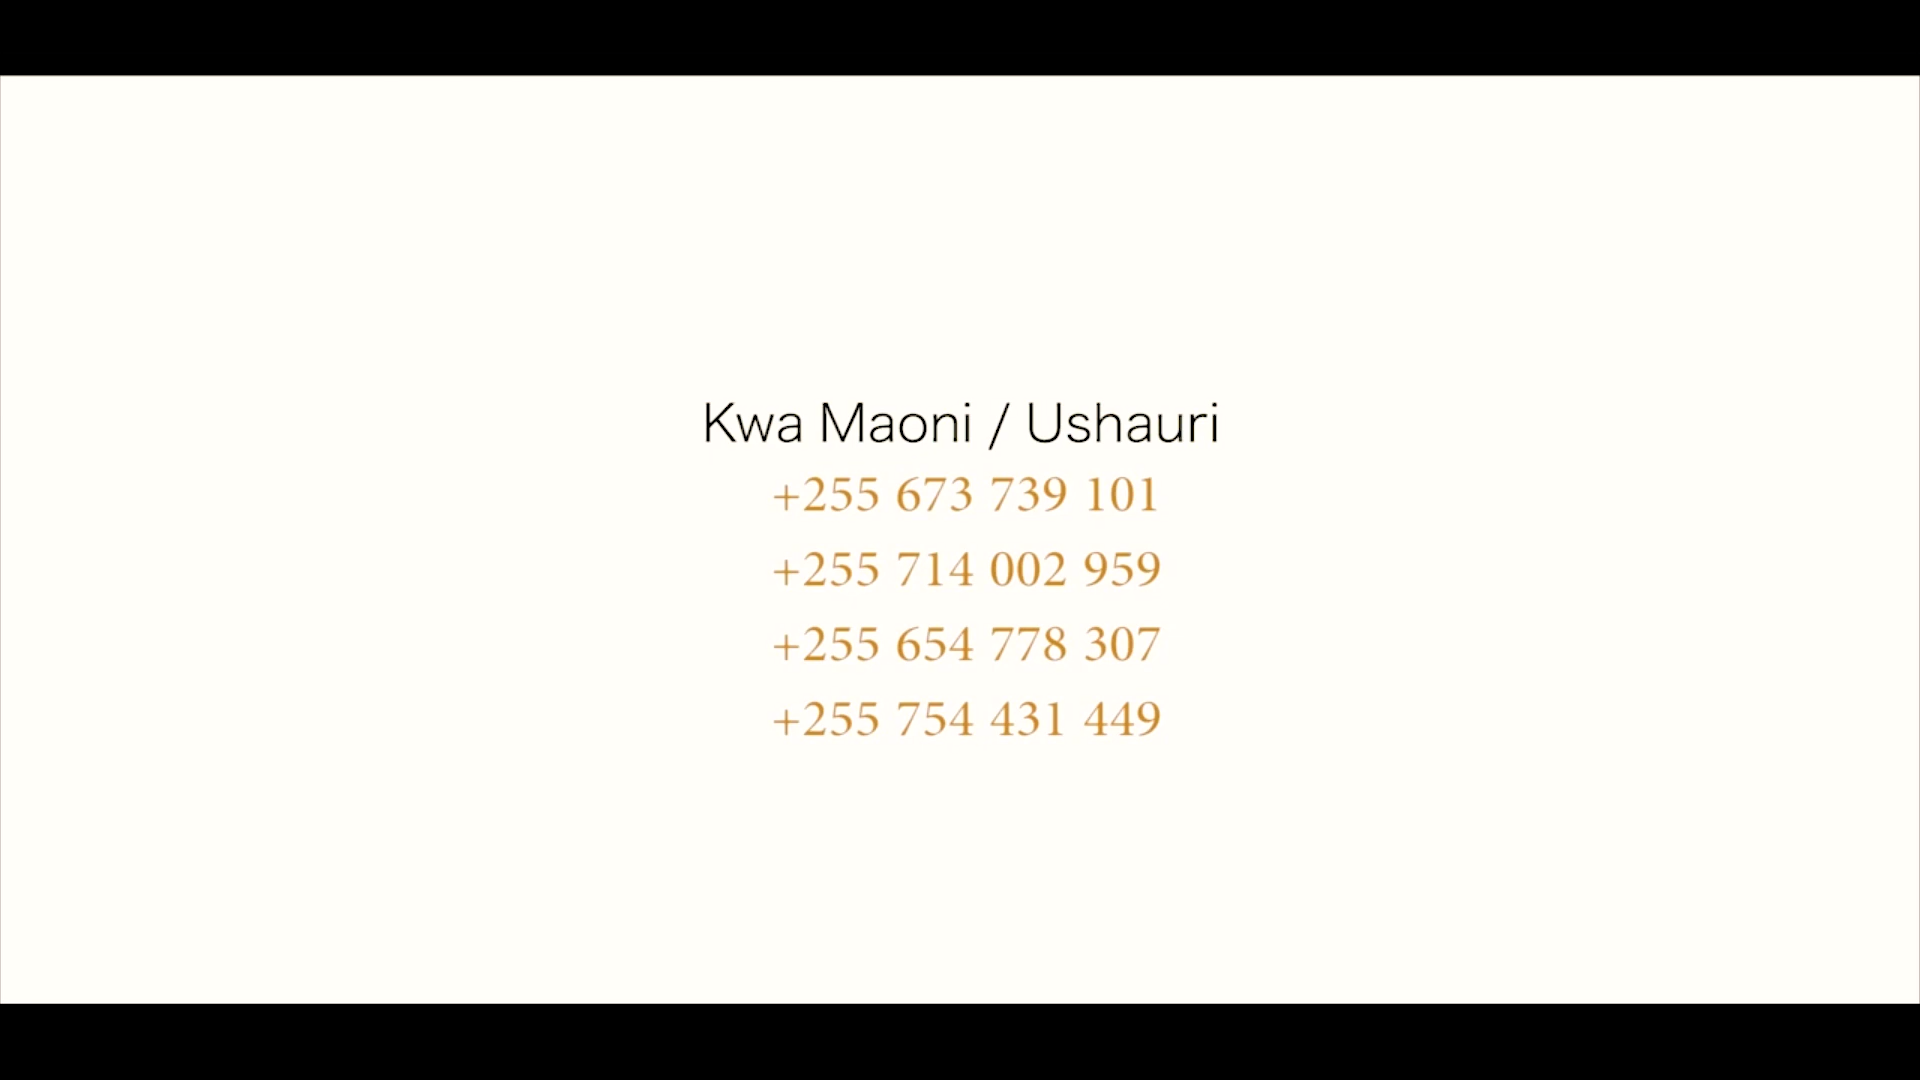 Kwa Maoni / Ushauri
+255 673 739 101
+255 714 002 959
+255 654 778 307
+255 754 431 449